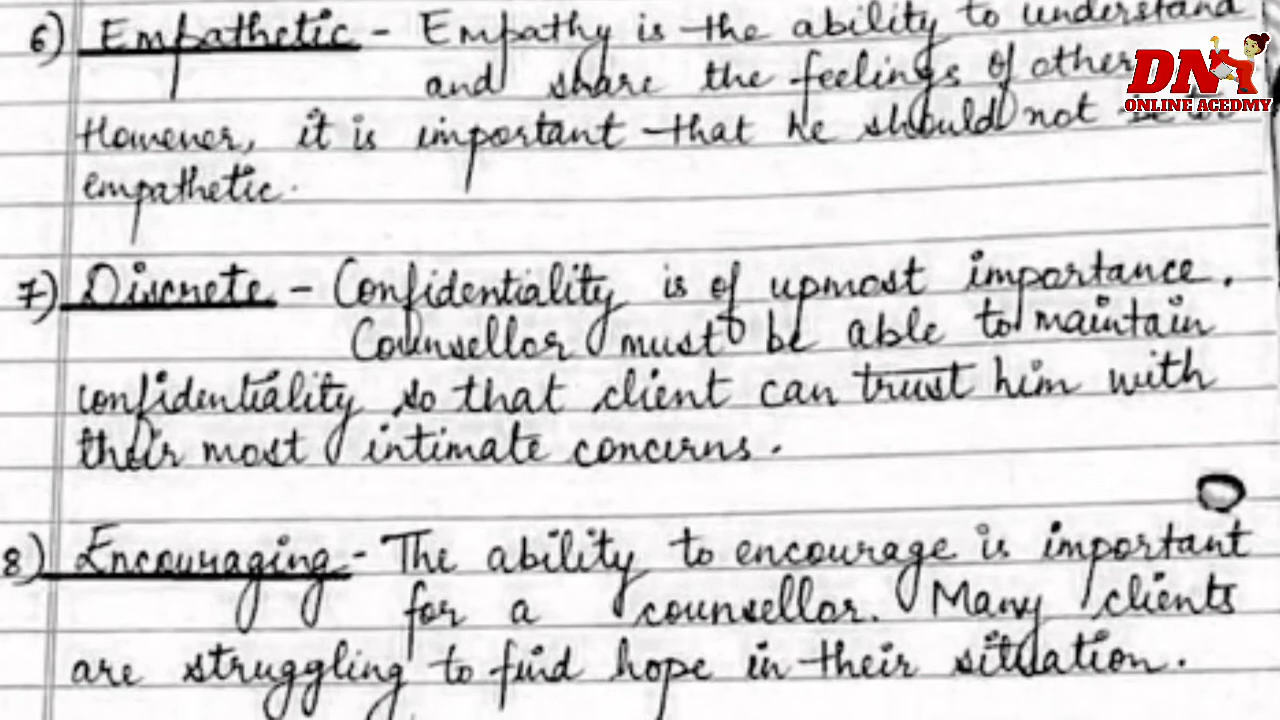 6) Empathetic - Empathy is the ability to understand
and share the feelings of other
However, it is important that he should not
empathetic.
7) Discrete - Confidentiality is of upmost importance.
Counsellor must be able to maintain
confidentiality so that client can trust him with
their most intimate concerns.
8) Encouraging - The ability to encourage is important
for a counsellor. Many clients
are struggling to find hope in their situation.
DNA
ONLINE ACEDMY